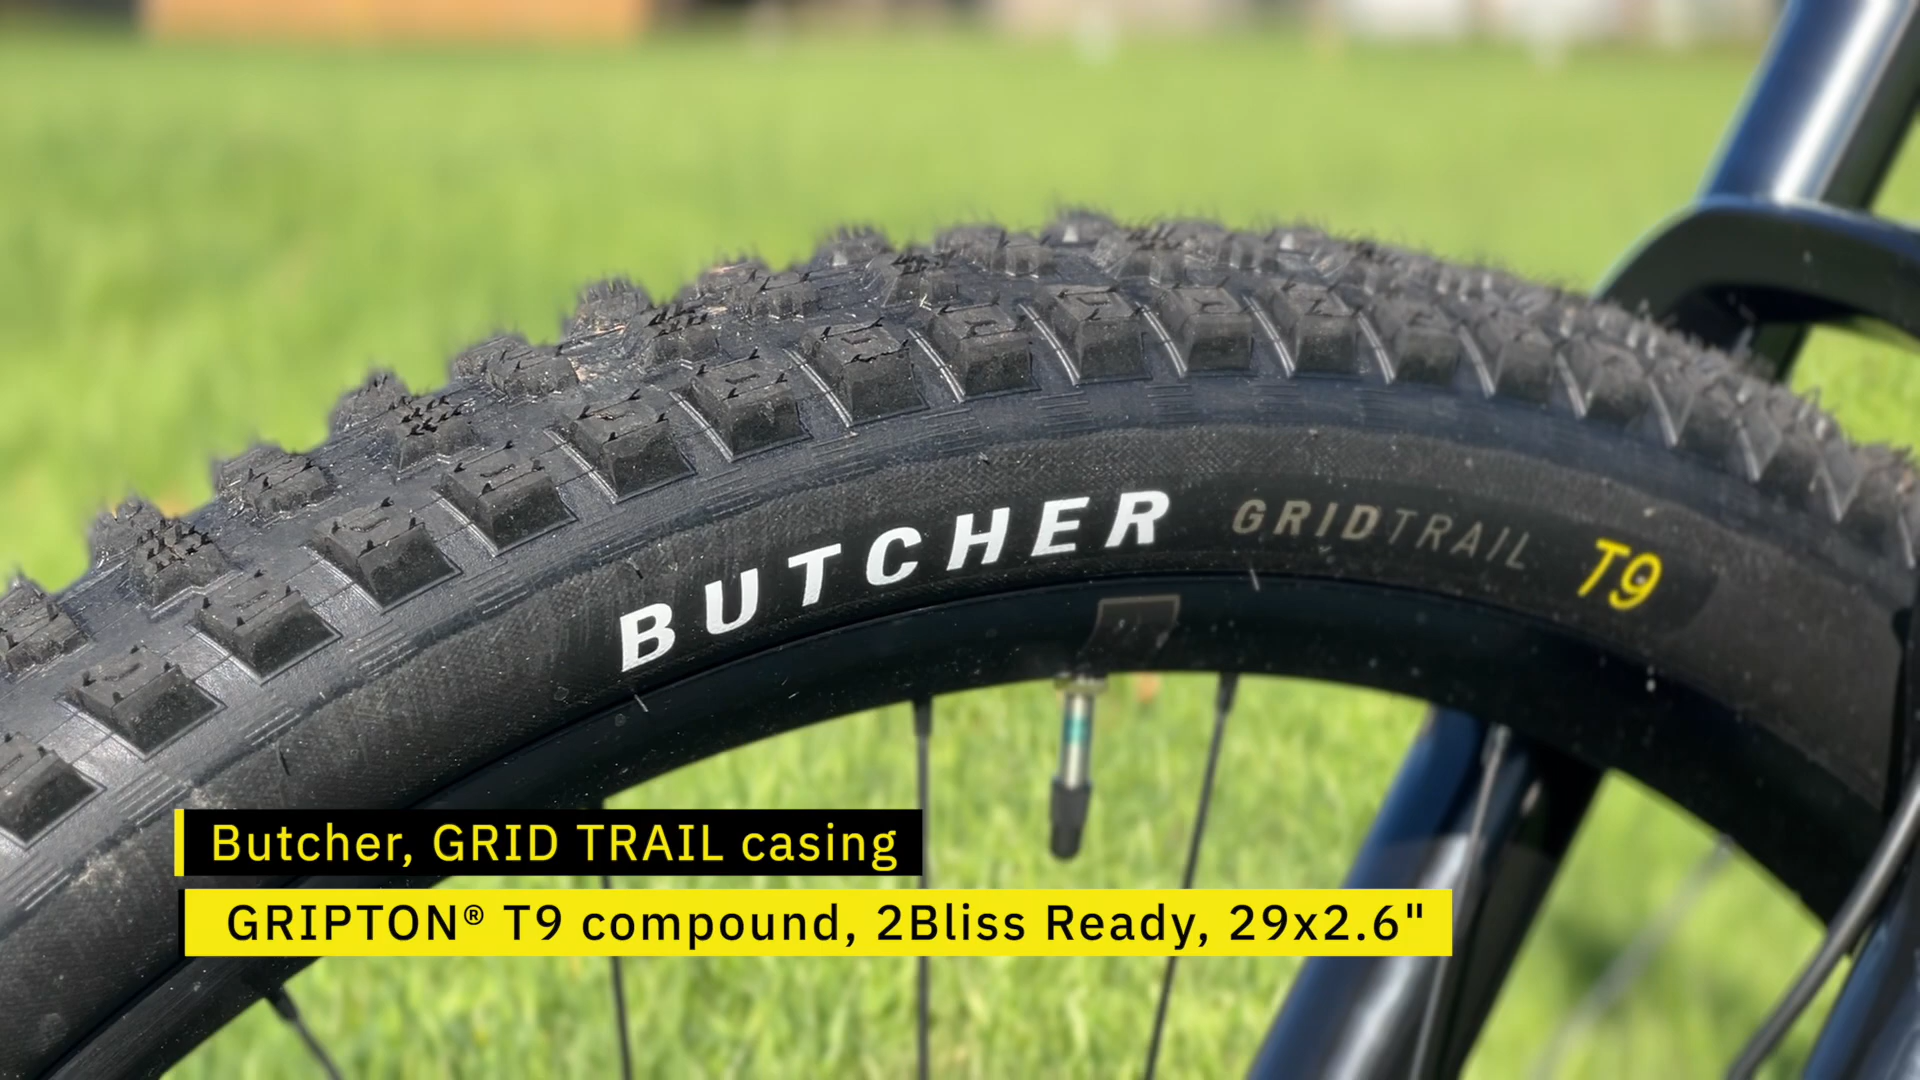 BUTCHER GRIDTRAIL T9
Butcher, GRID TRAIL casing
GRIPTON® T9 compound, 2Bliss Ready, 29x2.6"